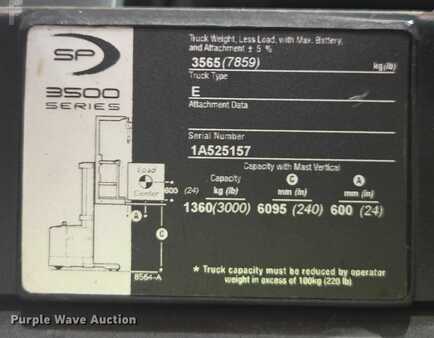 SP
3500
SERIES
Truck Weight, Less Load, with Max. Battery,
and Attachment ± 5 %
3565(7859) kg(lb)
Truck Type
E
Attachment Data
Serial Number
1A525157
Capacity with Mast Vertical
Capacity C A
kg (lb) mm (in) mm (in)
1360(3000) 6095 (240) 600 (24)
Load
Center
600 (24)
A
C
8564-A
* Truck capacity must be reduced by operator
weight in excess of 100kg (220 lb)
Purple Wave Auction